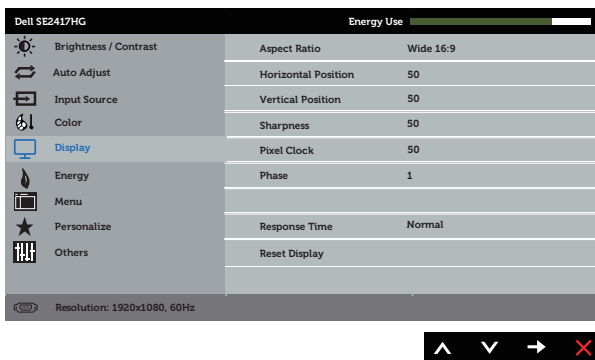 Dell SE2417HG Energy Use
Brightness / Contrast
Auto Adjust
Input Source
Color
Display
Energy
Menu
Personalize
Others
Aspect Ratio Wide 16:9
Horizontal Position 50
Vertical Position 50
Sharpness 50
Pixel Clock 50
Phase 1
Response Time Normal
Reset Display
Resolution: 1920x1080, 60Hz